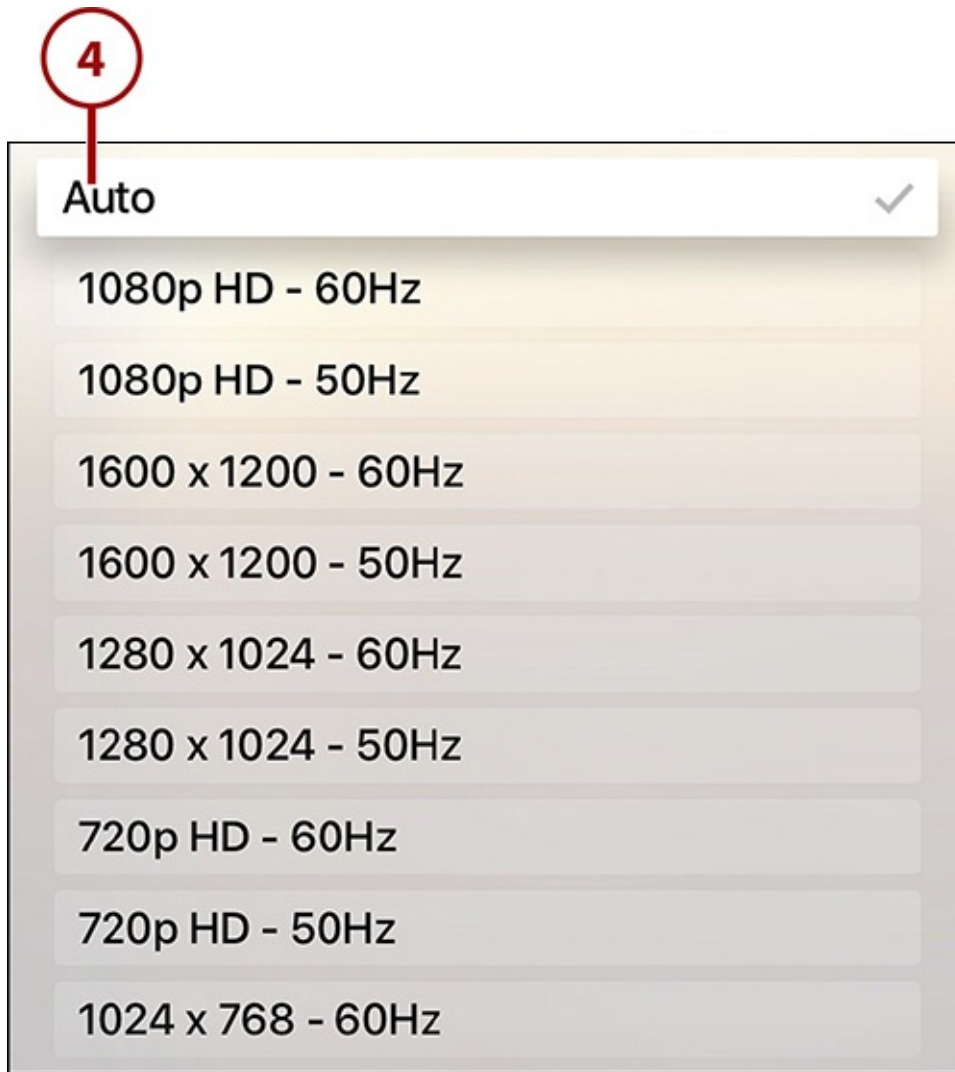 4
Auto
1080p HD - 60Hz
1080p HD - 50Hz
1600 x 1200 - 60Hz
1600 x 1200 - 50Hz
1280 x 1024 - 60Hz
1280 x 1024 - 50Hz
720p HD - 60Hz
720p HD - 50Hz
1024 x 768 - 60Hz